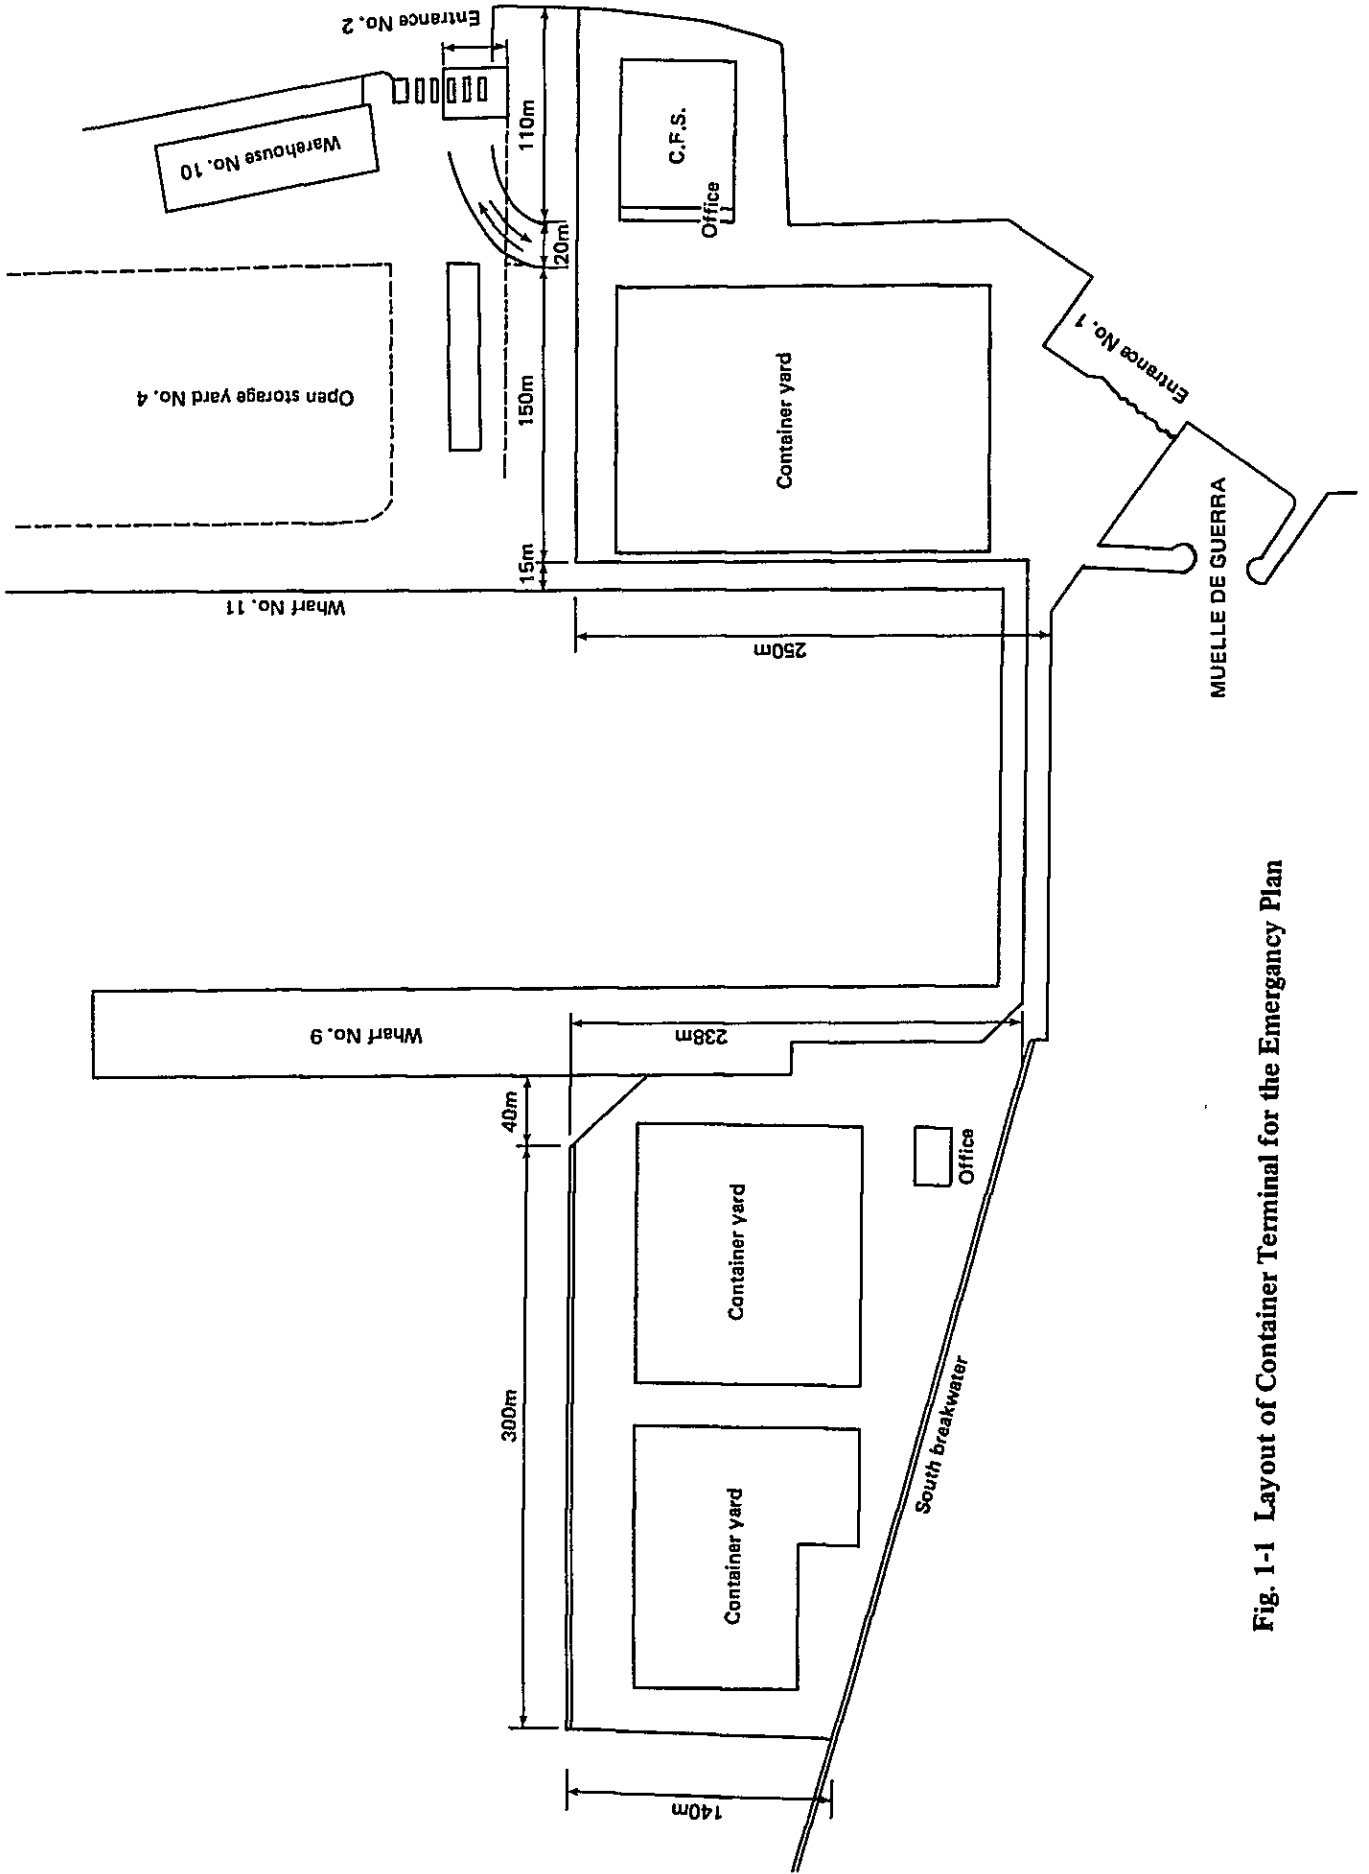 Entrance No. 2
Warehouse No. 10
110m
C.F.S.
Office
20m
Open storage yard No. 4
150m
Container yard
Entrance No. 1
15m
Wharf No. 11
250m
MUELLE DE GUERRA
Wharf No. 9
238m
40m
Office
Container yard
300m
South breakwater
Container yard
140m
Fig. 1-1 Layout of Container Terminal for the Emergancy Plan